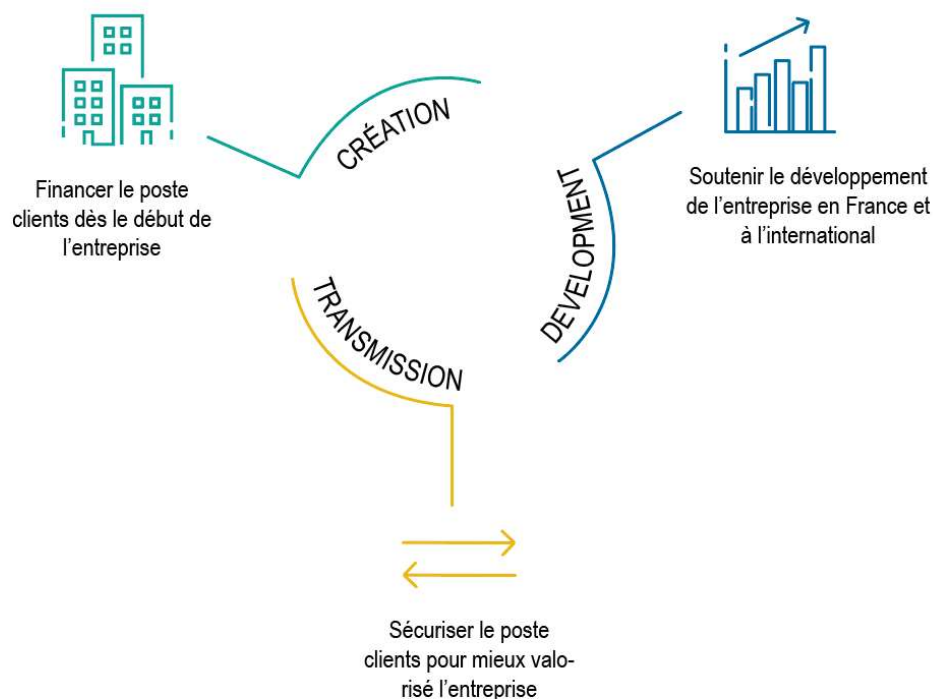 CRÉATION
Financer le poste
clients dès le début de
l’entreprise
DEVELOPMENT
Soutenir le développement
de l’entreprise en France et
à l’international
TRANSMISSION
Sécuriser le poste
clients pour mieux valo-
risé l’entreprise